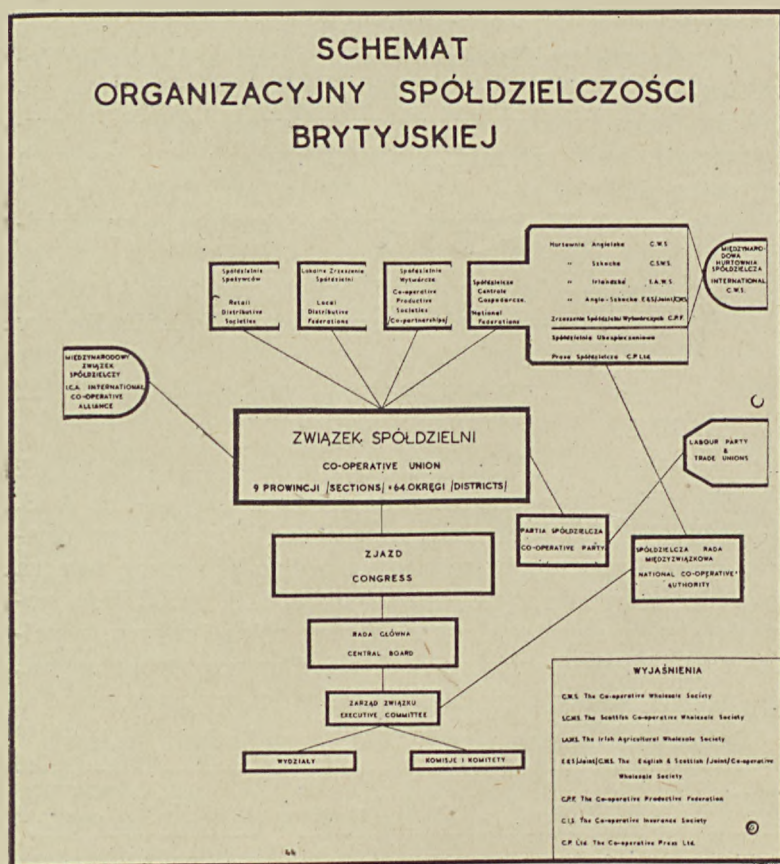 SCHEMAT
ORGANIZACYJNY SPÓŁDZIELCZOŚCI
BRYTYJSKIEJ
Spółdzielnie
Spożywców
Retail
Distributive
Societies
Lokalne Zrzeszenie
Spółdzielni
Local
Distributive
Federations
Spółdzielnie
Wytwórcze
Co-operative
Productive
Societies
/Co-partnerships/
Spółdzielcze
Centrale
Gospodarcze.
National
Federations
Hurtownia Angielska C.W.S.
" Szkocka C.S.W.S.
" Irlandzka I.A.W.S.
" Anglo-Szkocka E&S/Joint/CWS
Zrzeszenie Spółdzielni Wytwórczych C.P.F.
Spółdzielnia Ubezpieczeniowa
Prasa Spółdzielcza C.P. Ltd.
MIĘDZYNARO-
DOWA
HURTOWNIA
SPÓŁDZIELCZA
INTERNATIONAL
C.W.S.
MIĘDZYNARODOWY
ZWIĄZEK
SPÓŁDZIELCZY
I.C.A. INTERNATIONAL
CO-OPERATIVE
ALLIANCE
ZWIĄZEK SPÓŁDZIELNI
CO-OPERATIVE UNION
9 PROWINCJI /SECTIONS/ +64 OKRĘGI /DISTRICTS/
LABOUR PARTY
&
TRADE UNIONS
PARTIA SPÓŁDZIELCZA
CO-OPERATIVE PARTY
SPÓŁDZIELCZA RADA
MIĘDZYZWIĄZKOWA
NATIONAL CO-OPERATIVE
AUTHORITY
ZJAZD
CONGRESS
RADA GŁÓWNA
CENTRAL BOARD
ZARZĄD ZWIĄZKU
EXECUTIVE COMMITTEE
WYDZIAŁY
KOMISJE I KOMITETY
WYJAŚNIENIA
C.W.S. The Co-operative Wholesale Society
S.C.W.S. The Scottish Co-operative Wholesale Society
I.A.W.S. The Irish Agricultural Wholesale Society
E&S/Joint/C.W.S. The English & Scottish /Joint/ Co-operative
Wholesale Society
C.P.F. The Co-operative Productive Federation
C.I.S. The Co-operative Insurance Society
C.P. Ltd. The Co-operative Press Ltd.
44